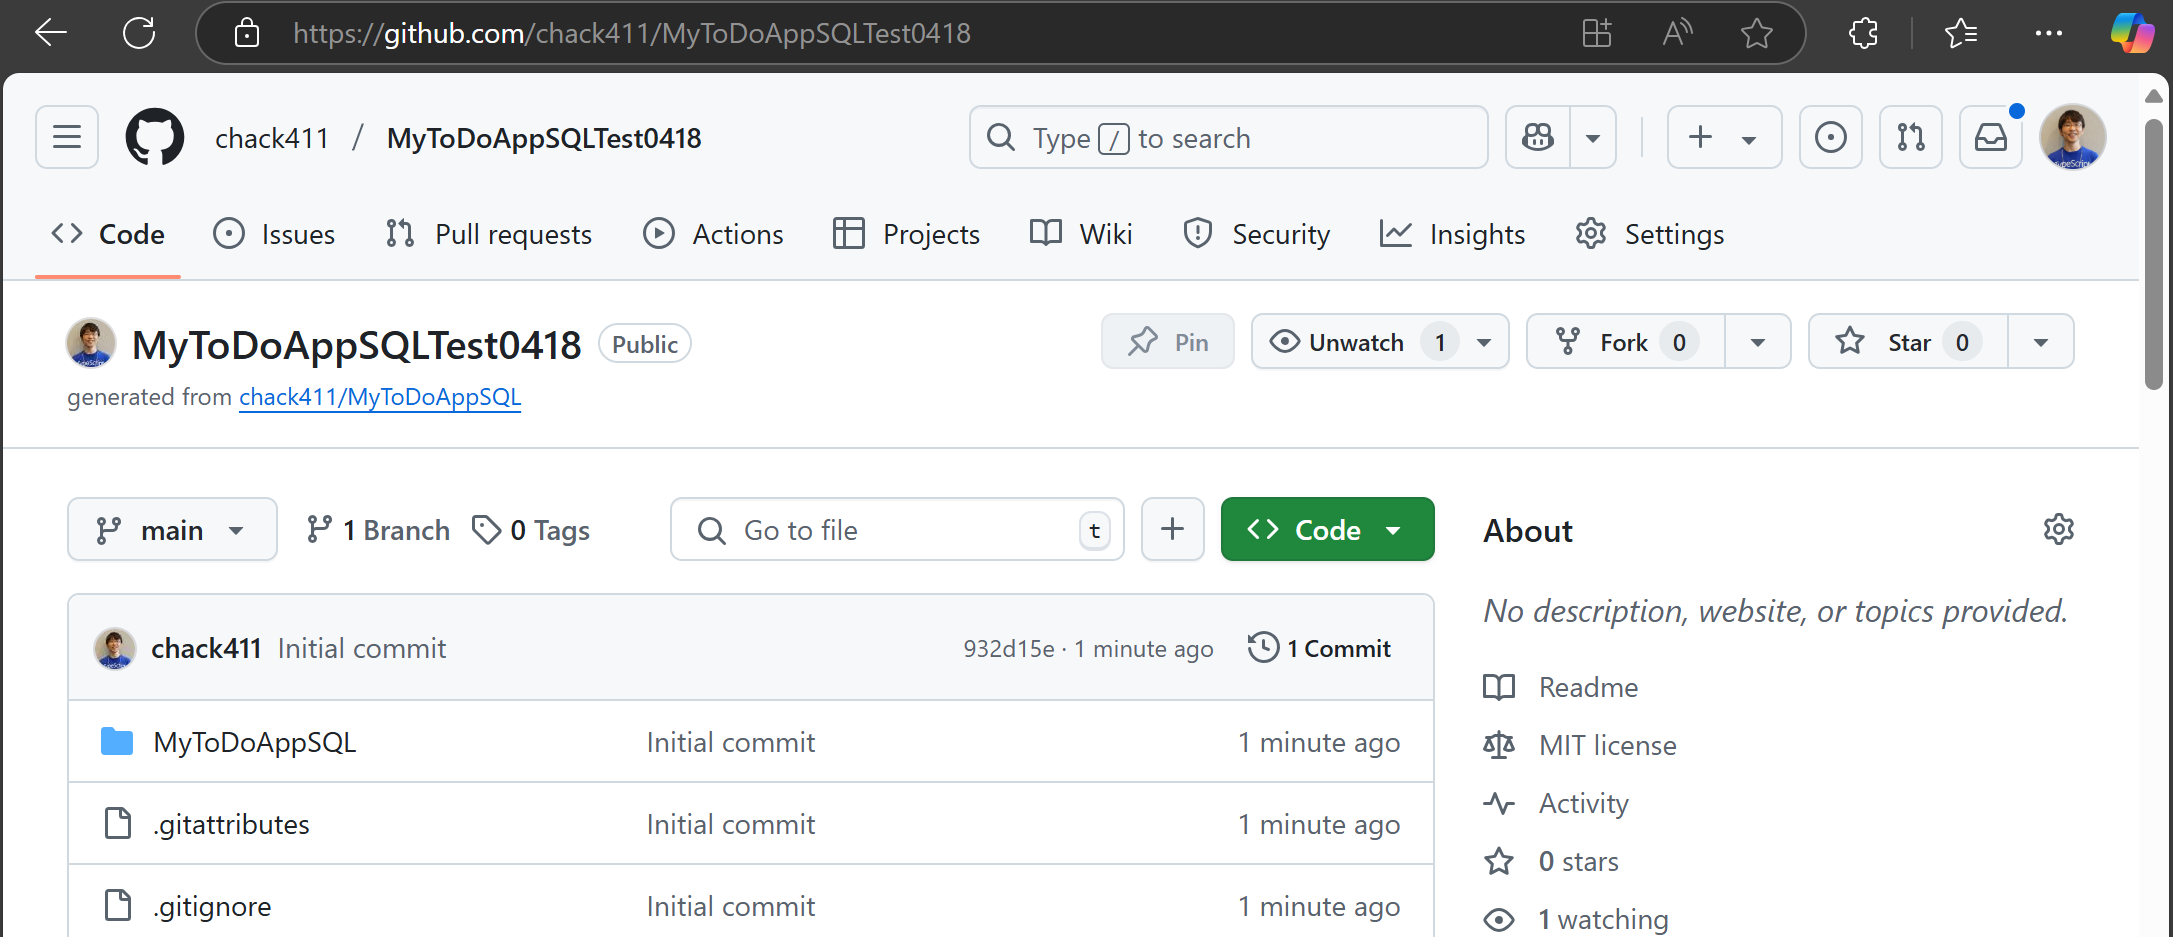 https://github.com/chack411/MyToDoAppSQLTest0418
chack411 / MyToDoAppSQLTest0418
Type / to search
Code Issues Pull requests Actions Projects Wiki Security Insights Settings
MyToDoAppSQLTest0418 Public
Pin Unwatch 1 Fork 0 Star 0
generated from chack411/MyToDoAppSQL
main 1 Branch 0 Tags Go to file t Code
About
No description, website, or topics provided.
chack411 Initial commit 932d15e · 1 minute ago 1 Commit
Readme
MyToDoAppSQL Initial commit 1 minute ago
MIT license
Activity
.gitattributes Initial commit 1 minute ago
0 stars
.gitignore Initial commit 1 minute ago
1 watching